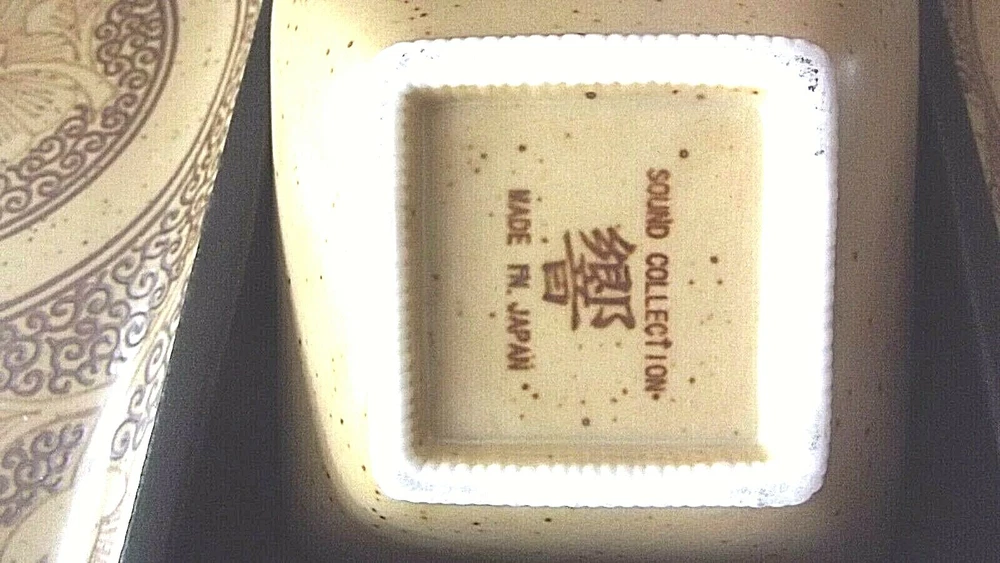 SOUND COLLECTION
響
MADE IN. JAPAN